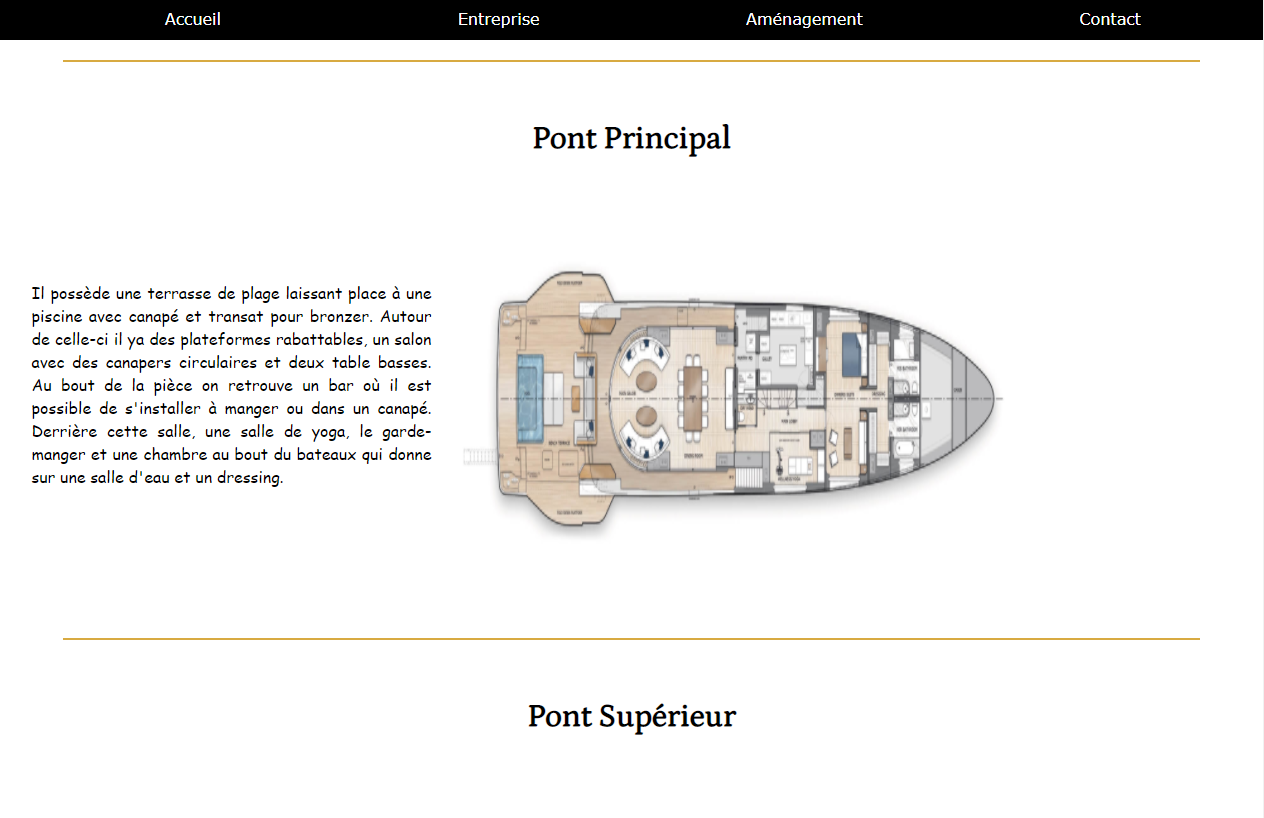 Accueil Entreprise Aménagement Contact
Pont Principal
Il possède une terrasse de plage laissant place à une
piscine avec canapé et transat pour bronzer. Autour
de celle-ci il ya des plateformes rabattables, un salon
avec des canapers circulaires et deux table basses.
Au bout de la pièce on retrouve un bar où il est
possible de s'installer à manger ou dans un canapé.
Derrière cette salle, une salle de yoga, le garde-
manger et une chambre au bout du bateaux qui donne
sur une salle d'eau et un dressing.
Pont Supérieur